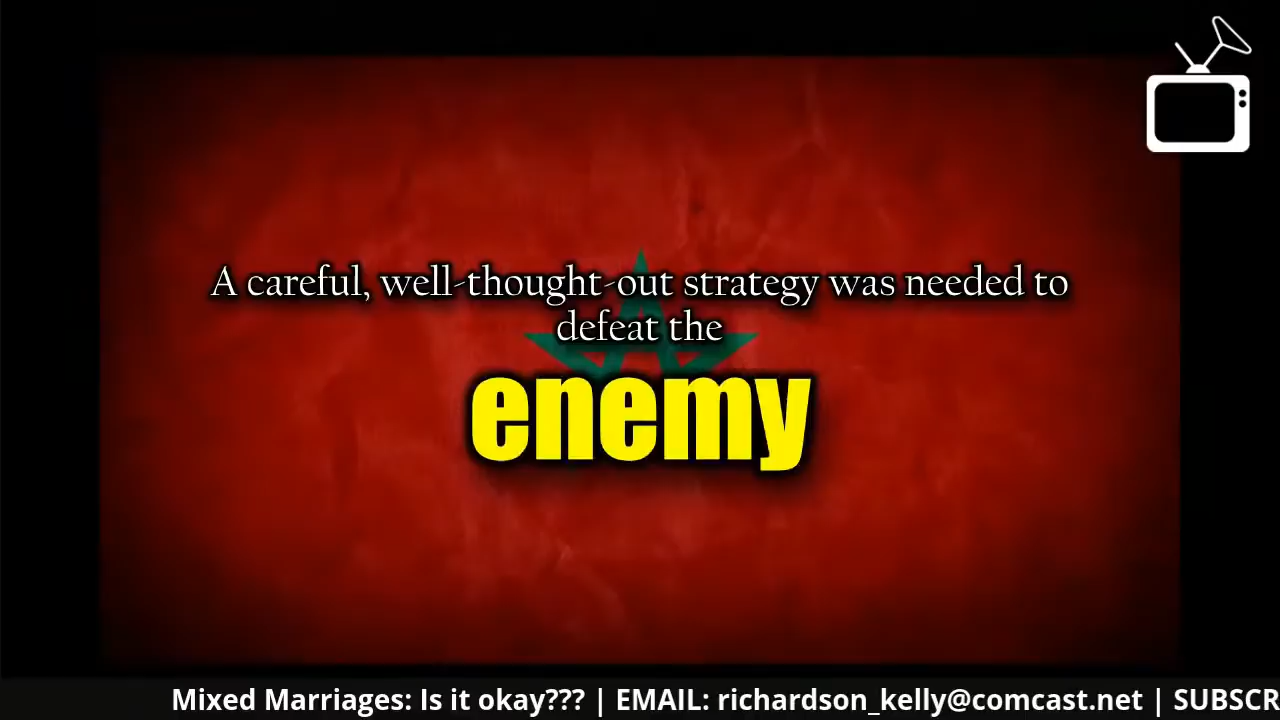 A careful, well-thought-out strategy was needed to
defeat the
enemy
Mixed Marriages: Is it okay??? | EMAIL: richardson_kelly@comcast.net | SUBSCR